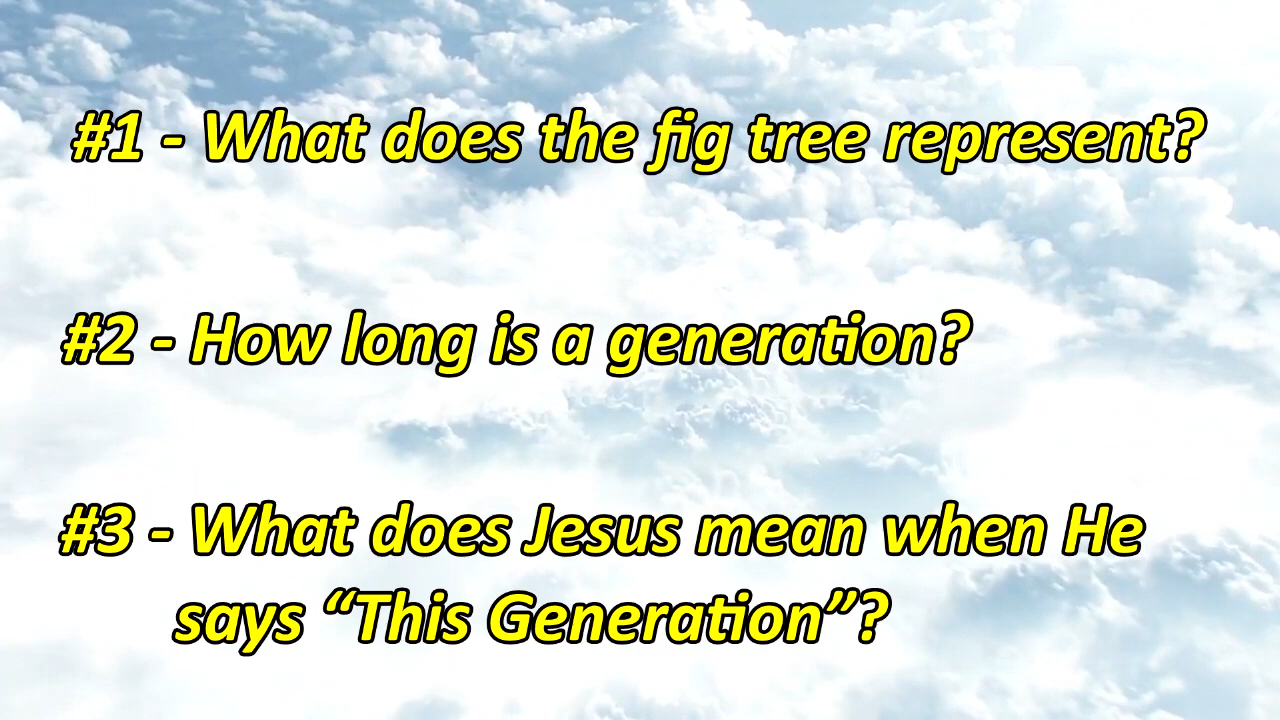 #1 - What does the fig tree represent?
#2 - How long is a generation?
#3 - What does Jesus mean when He
says “This Generation”?